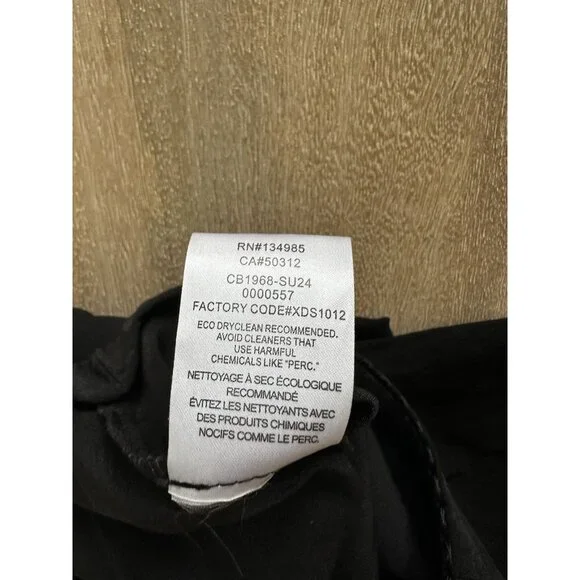 RN#134985
CA#50312
CB1968-SU24
0000557
FACTORY CODE#XDS1012
ECO DRYCLEAN RECOMMENDED.
AVOID CLEANERS THAT
USE HARMFUL
CHEMICALS LIKE "PERC."
NETTOYAGE À SEC ÉCOLOGIQUE
RECOMMANDÉ
ÉVITEZ LES NETTOYANTS AVEC
DES PRODUITS CHIMIQUES
NOCIFS COMME LE PERC.